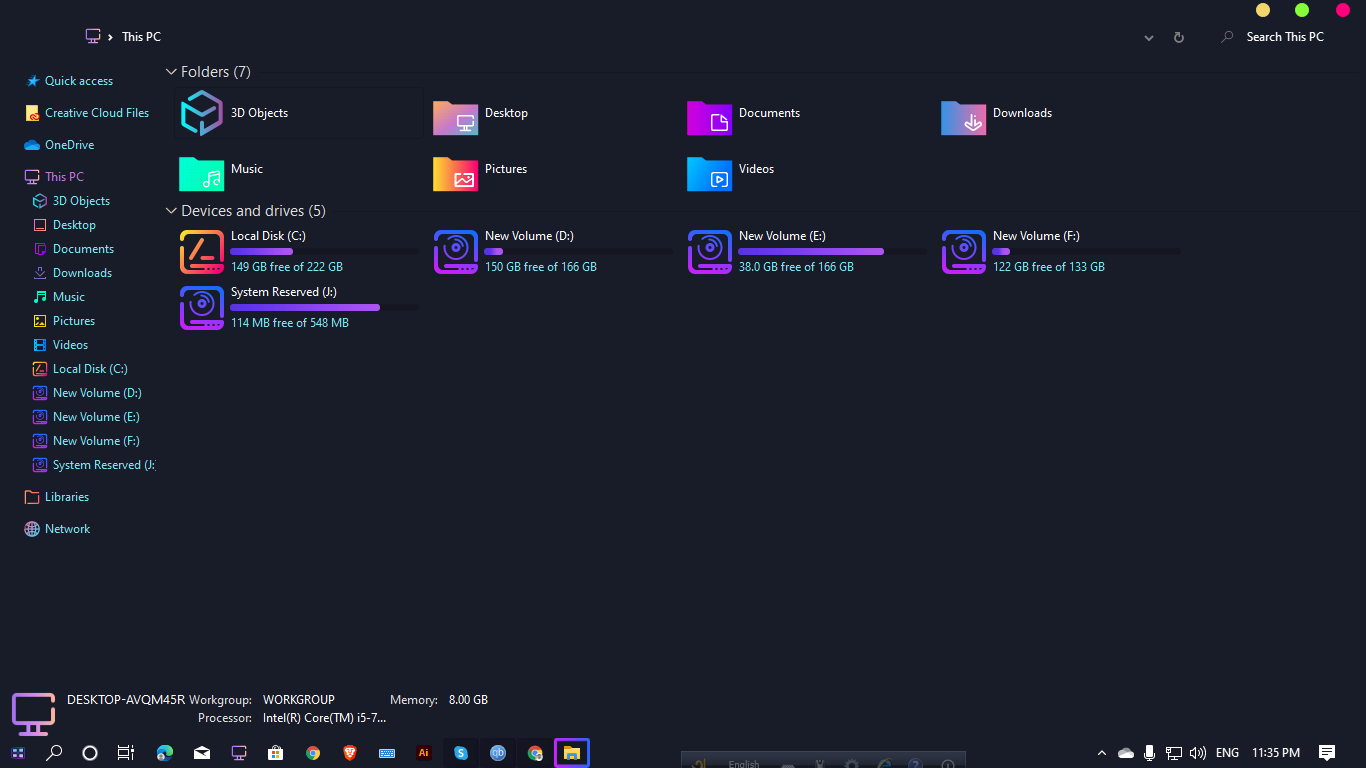 This PC
Search This PC
Quick access
Creative Cloud Files
OneDrive
This PC
3D Objects
Desktop
Documents
Downloads
Music
Pictures
Videos
Local Disk (C:)
New Volume (D:)
New Volume (E:)
New Volume (F:)
System Reserved (J:)
Libraries
Network
Folders (7)
3D Objects
Desktop
Documents
Downloads
Music
Pictures
Videos
Devices and drives (5)
Local Disk (C:)
149 GB free of 222 GB
New Volume (D:)
150 GB free of 166 GB
New Volume (E:)
38.0 GB free of 166 GB
New Volume (F:)
122 GB free of 133 GB
System Reserved (J:)
114 MB free of 548 MB
DESKTOP-AVQM45R Workgroup: WORKGROUP Memory: 8.00 GB
Processor: Intel(R) Core(TM) i5-7...
Ai
qb
English
ENG 11:35 PM